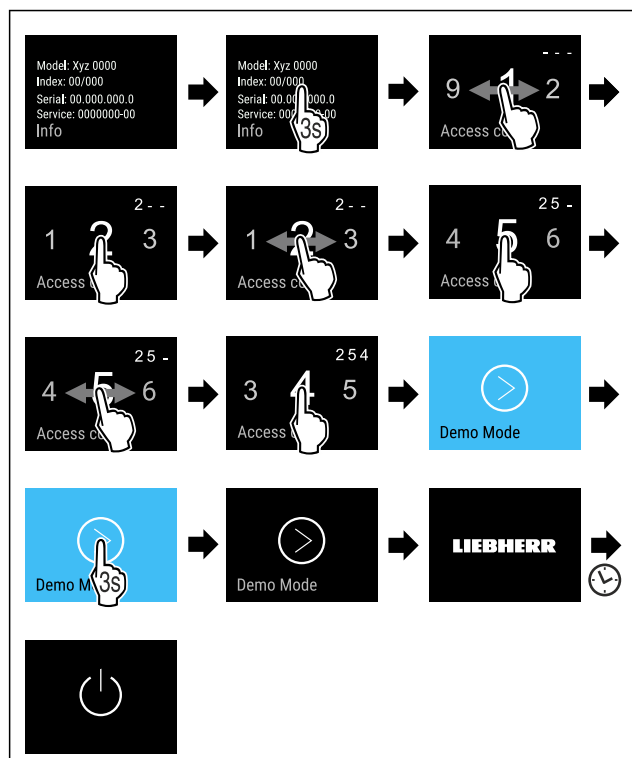 Model: Xyz 0000
Index: 00/000
Serial: 00.000.000.0
Service: 0000000-00
Info
Model: Xyz 0000
Index: 00/000
Serial: 00.000.0
Service: 000 -00
Info
3s
- - -
9 1 2
Access
2 - -
1 2 3
Access
2 - -
1 2 3
Access
2 5 -
4 5 6
Access
2 5 -
4 5 6
Access
2 5 4
3 4 5
Access
Demo Mode
Demo
3s
Demo Mode
LIEBHERR